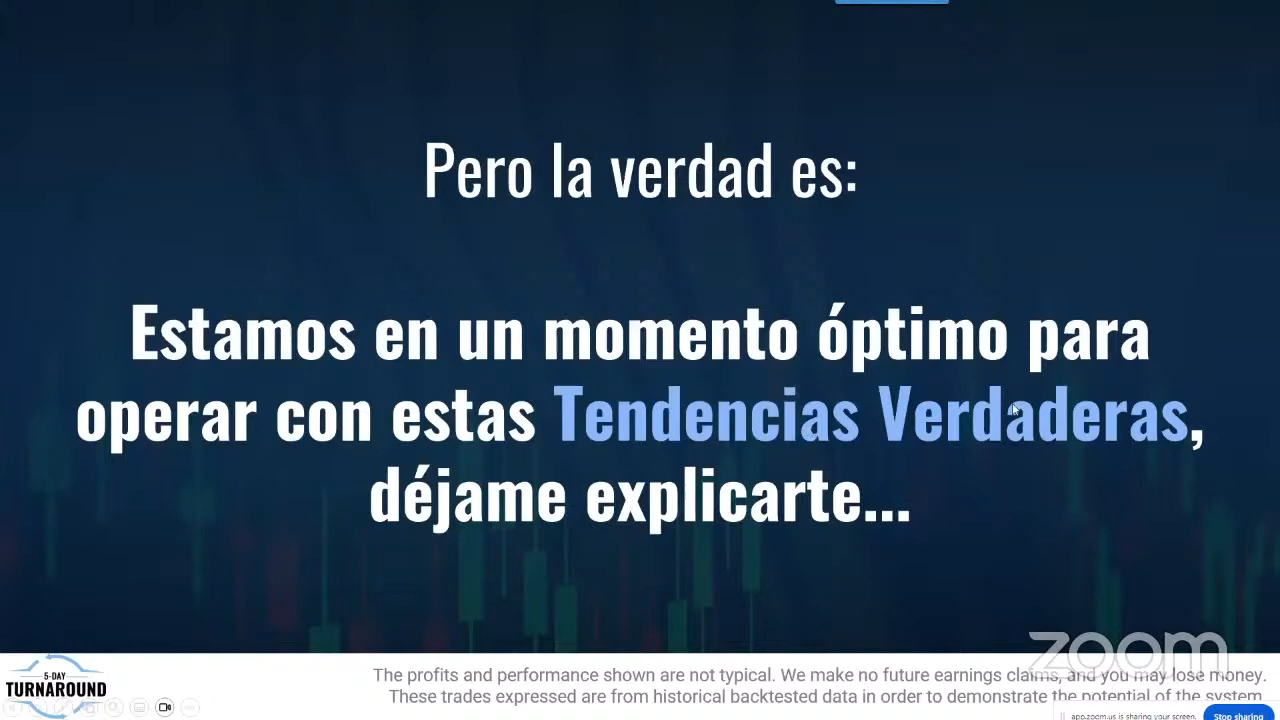 Pero la verdad es:
Estamos en un momento óptimo para
operar con estas Tendencias Verdaderas,
déjame explicarte...
zoom
5-DAY
TURNAROUND
The profits and performance shown are not typical. We make no future earnings claims, and you may lose money.
These trades expressed are from historical backtested data in order to demonstrate the potential of the system
app.zoom.us is sharing your screen.
Stop sharing